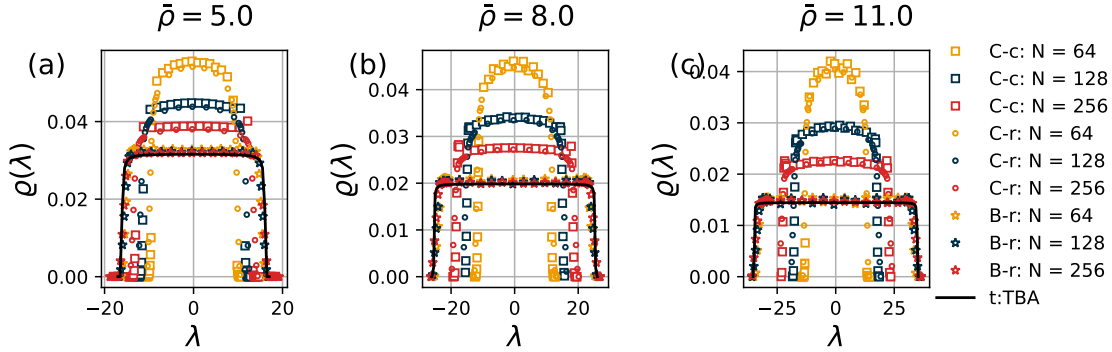 ρ̄ = 5.0
ρ̄ = 8.0
ρ̄ = 11.0
(a)
ϱ(λ)
0.04
0.02
0.00
−20
0
20
λ
(b)
ϱ(λ)
0.04
0.03
0.02
0.01
0.00
−25
0
25
λ
(c)
ϱ(λ)
0.04
0.03
0.02
0.01
0.00
−25
0
25
λ
C-c: N = 64
C-c: N = 128
C-c: N = 256
C-r: N = 64
C-r: N = 128
C-r: N = 256
B-r: N = 64
B-r: N = 128
B-r: N = 256
t:TBA